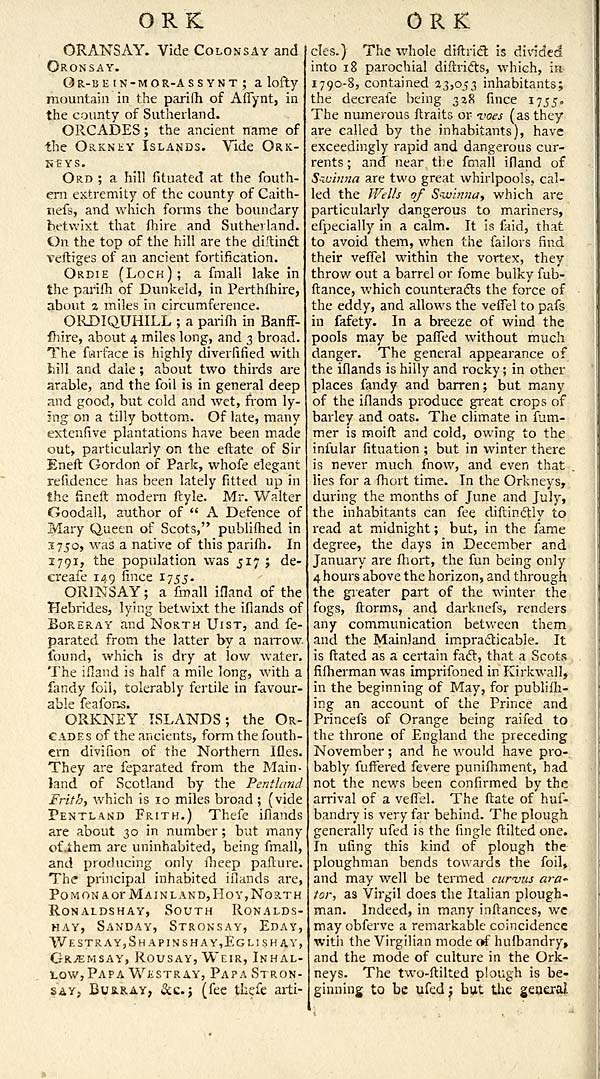 ORK
ORANSAY. Vide COLONSAY and
ORONSAY.
OR-BEIN-MOR-ASSYNT; a lofty
mountain in the pariſh of Aſſynt, in
the county of Sutherland.
ORCADES; the ancient name of
the ORKNEY ISLANDS. Vide ORK-
NEYS.
ORD; a hill ſituated at the ſouth-
ern extremity of the county of Caith-
neſs, and which forms the boundary
betwixt that ſhire and Sutherland.
On the top of the hill are the diſtinct
veſtiges of an ancient fortification.
ORDIE (LOCH); a ſmall lake in
the pariſh of Dunkeld, in Perthſhire,
about 2 miles in circumference.
ORDIQUHILL; a pariſh in Banff-
ſhire, about 4 miles long, and 3 broad.
The ſurface is highly diverſified with
hill and dale; about two thirds are
arable, and the ſoil is in general deep
and good, but cold and wet, from ly-
ing on a tilly bottom. Of late, many
extenſive plantations have been made
out, particularly on the eſtate of Sir
Eneſt Gordon of Park, whoſe elegant
reſidence has been lately fitted up in
the fineſt modern ſtyle. Mr. Walter
Goodall, author of " A Defence of
Mary Queen of Scots," publiſhed in
1750, was a native of this pariſh. In
1791, the population was 517; de-
creaſe 149 ſince 1755.
ORINSAY; a ſmall iſland of the
Hebrides, lying betwixt the iſlands of
BORERAY and NORTH UIST, and ſe-
parated from the latter by a narrow
ſound, which is dry at low water.
The iſland is half a mile long, with a
ſandy ſoil, tolerably fertile in favour-
able ſeaſons.
ORKNEY ISLANDS; the OR-
CADES of the ancients, form the ſouth-
ern diviſion of the Northern Iſles.
They are ſeparated from the Main-
land of Scotland by the Pentland
Frith, which is 10 miles broad; (vide
PENTLAND FRITH.) Theſe iſlands
are about 30 in number; but many
of them are uninhabited, being ſmall,
and producing only ſheep paſture.
The principal inhabited iſlands are,
POMONA or MAINLAND, HOY, NORTH
RONALDSHAY, SOUTH RONALDS-
HAY, SANDAY, STRONSAY, EDAY,
WESTRAY, SHAPINSHAY, EGLISHAY,
GRÆMSAY, ROUSAY, WEIR, INHAL-
LOW, PAPA WESTRAY, PAPA STRON-
SAY, BURRAY, &c.; (ſee theſe arti-
ORK
cles.) The whole diſtrict is divided
into 18 parochial diſtricts, which, in
1790-8, contained 23,053 inhabitants;
the decreaſe being 328 ſince 1755.
The numerous ſtraits or voes (as they
are called by the inhabitants), have
exceedingly rapid and dangerous cur-
rents; and near the ſmall iſland of
Swinna are two great whirlpools, cal-
led the Wells of Swinna, which are
particularly dangerous to mariners,
eſpecially in a calm. It is ſaid, that
to avoid them, when the ſailors find
their veſſel within the vortex, they
throw out a barrel or ſome bulky ſub-
ſtance, which counteracts the force of
the eddy, and allows the veſſel to paſs
in ſafety. In a breeze of wind the
pools may be paſſed without much
danger. The general appearance of
the iſlands is hilly and rocky; in other
places ſandy and barren; but many
of the iſlands produce great crops of
barley and oats. The climate in ſum-
mer is moiſt and cold, owing to the
inſular ſituation; but in winter there
is never much ſnow, and even that
lies for a ſhort time. In the Orkneys,
during the months of June and July,
the inhabitants can ſee diſtinctly to
read at midnight; but, in the ſame
degree, the days in December and
January are ſhort, the ſun being only
4 hours above the horizon, and through
the greater part of the winter the
fogs, ſtorms, and darkneſs, renders
any communication between them
and the Mainland impracticable. It
is ſtated as a certain fact, that a Scots
fiſherman was impriſoned in Kirkwall,
in the beginning of May, for publiſh-
ing an account of the Prince and
Princeſs of Orange being raiſed to
the throne of England the preceding
November; and he would have pro-
bably ſuffered ſevere puniſhment, had
not the news been confirmed by the
arrival of a veſſel. The ſtate of huſ-
bandry is very far behind. The plough
generally uſed is the ſingle ſtilted one.
In uſing this kind of plough the
ploughman bends towards the ſoil,
and may well be termed curvus ara-
tor, as Virgil does the Italian plough-
man. Indeed, in many inſtances, we
may obſerve a remarkable coincidence
with the Virgilian mode of huſbandry,
and the mode of culture in the Ork-
neys. The two-ſtilted plough is be-
ginning to be uſed; but the general